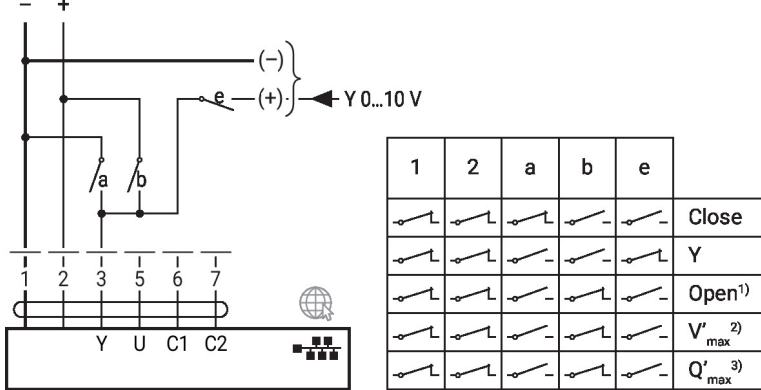 − +
(−)
e (+) Y 0...10 V
a b
1 2 3 5 6 7
Y U C1 C2
1 2 a b e
Close
Y
Open¹⁾
V'max ²⁾
Q'max ³⁾